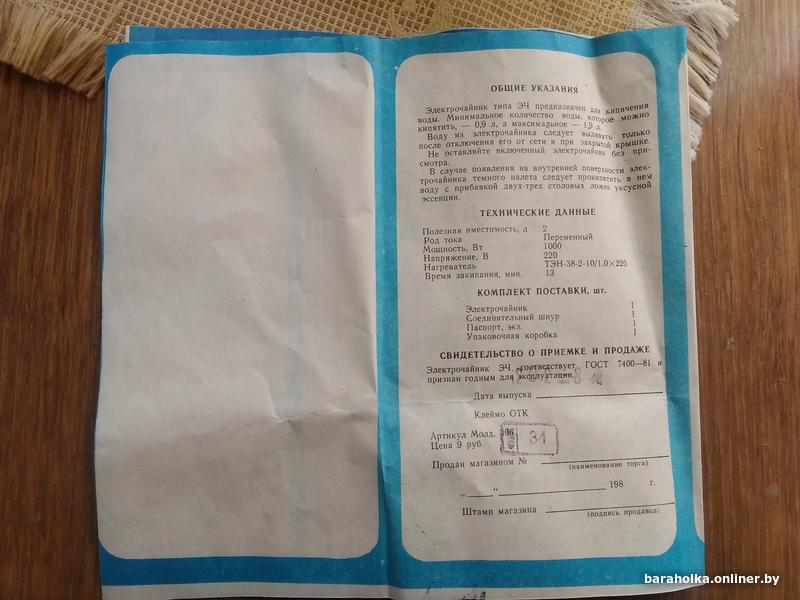 ОБЩИЕ УКАЗАНИЯ
Электрочайник типа ЭЧ предназначен для кипячения
воды. Минимальное количество воды, которое можно
кипятить, — 0,9 л, а максимальное — 1,9 л.
Воду из электрочайника следует выливать только
после отключения его от сети и при закрытой крышке.
Не оставляйте включенный электрочайник без при-
смотра.
В случае появления на внутренней поверхности элек-
трочайника темного налета следует прокипятить в нем
воду с прибавкой двух-трех столовых ложек уксусной
эссенции.
ТЕХНИЧЕСКИЕ ДАННЫЕ
Полезная вместимость, л 2
Род тока Переменный
Мощность, Вт 1000
Напряжение, В 220
Нагреватель ТЭН-38-2-10/1,0×220
Время закипания, мин. 13
КОМПЛЕКТ ПОСТАВКИ, шт.
Электрочайник 1
Соединительный шнур 1
Паспорт, экз. 1
Упаковочная коробка 1
СВИДЕТЕЛЬСТВО О ПРИЕМКЕ И ПРОДАЖЕ
Электрочайник ЭЧ соответствует ГОСТ 7400—81 и
признан годным для эксплуатации.
Дата выпуска
Клеймо ОТК
Артикул Молд.
34
Цена 9 руб.
Продан магазином №
(наименование торга)
„ “ 198 г.
Штамп магазина
(подпись продавца)
baraholka.onliner.by